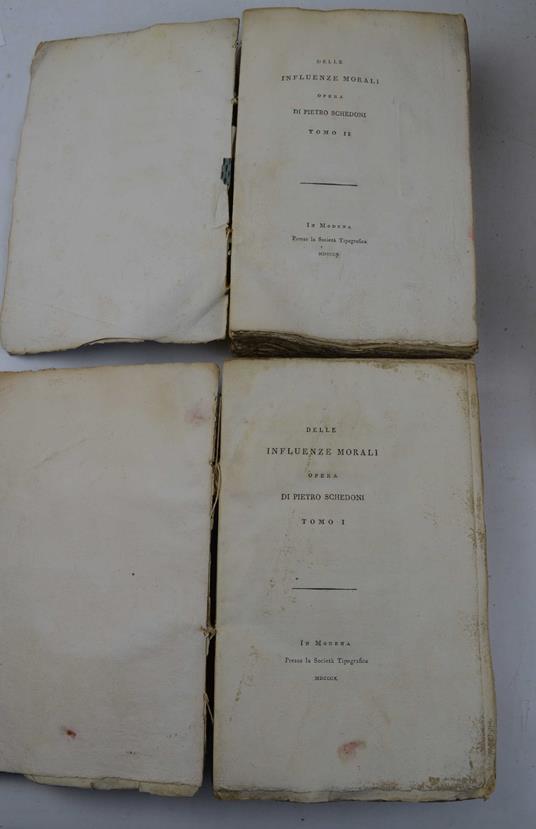 DELLE
INFLUENZE MORALI
OPERA
DI PIETRO SCHEDONI
TOMO II
IN MODENA
Presso la Società Tipografica
MDCCCX
DELLE
INFLUENZE MORALI
OPERA
DI PIETRO SCHEDONI
TOMO I
IN MODENA
Presso la Società Tipografica
MDCCCX.